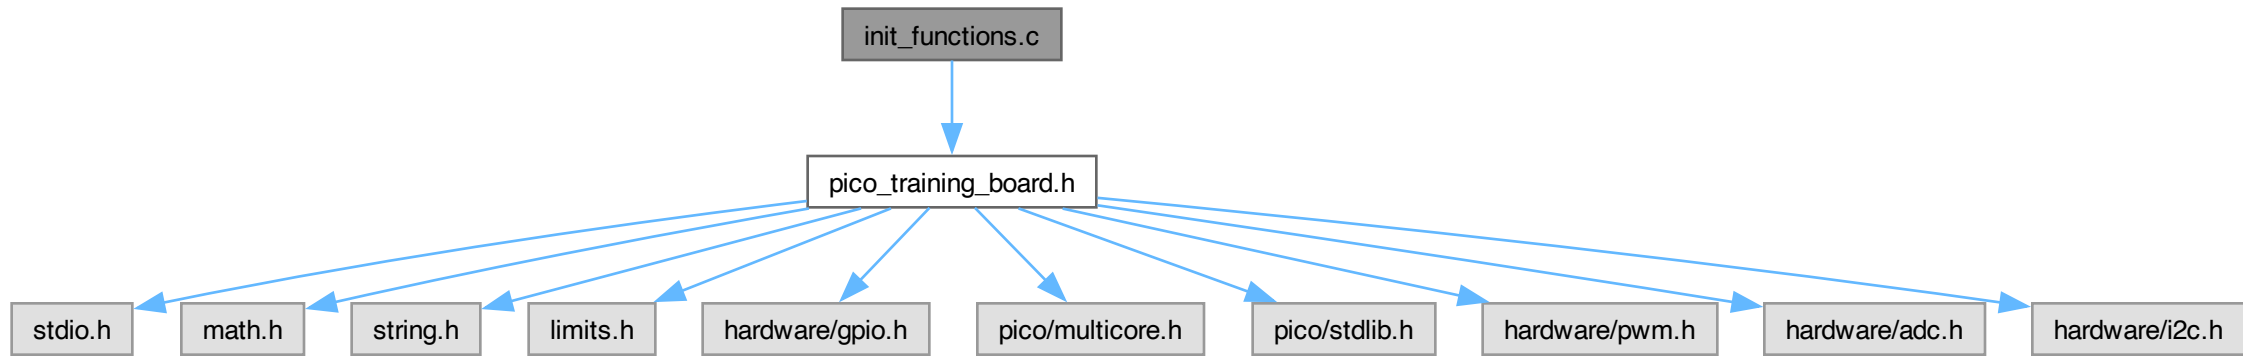 init_functions.c
pico_training_board.h
stdio.h
math.h
string.h
limits.h
hardware/gpio.h
pico/multicore.h
pico/stdlib.h
hardware/pwm.h
hardware/adc.h
hardware/i2c.h